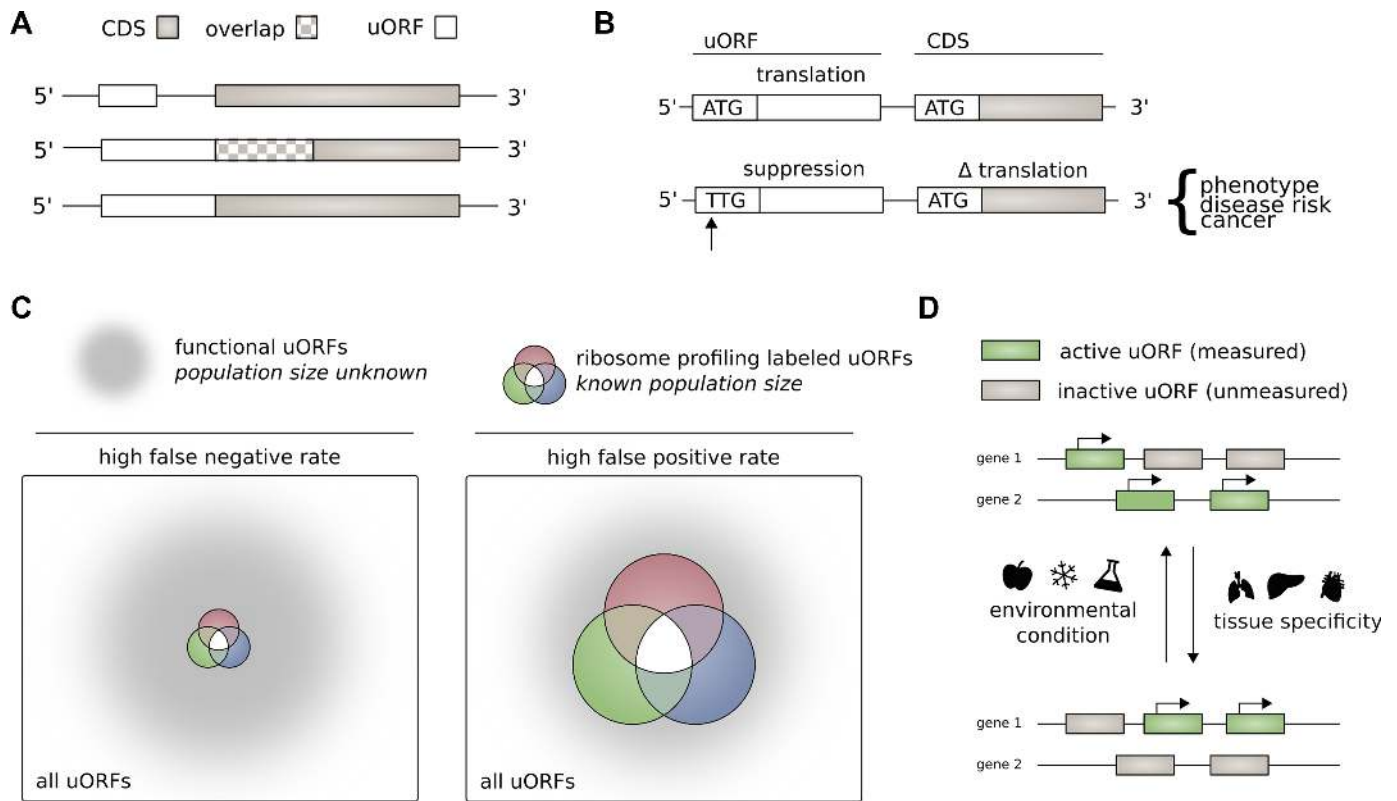 A
CDS
overlap
uORF
5'
3'
5'
3'
5'
3'
B
uORF
CDS
translation
5'
ATG
ATG
3'
suppression
Δ translation
5'
TTG
ATG
3'
phenotype
disease risk
cancer
C
functional uORFs
population size unknown
ribosome profiling labeled uORFs
known population size
high false negative rate
high false positive rate
all uORFs
all uORFs
D
active uORF (measured)
inactive uORF (unmeasured)
gene 1
gene 2
environmental
condition
tissue specificity
gene 1
gene 2